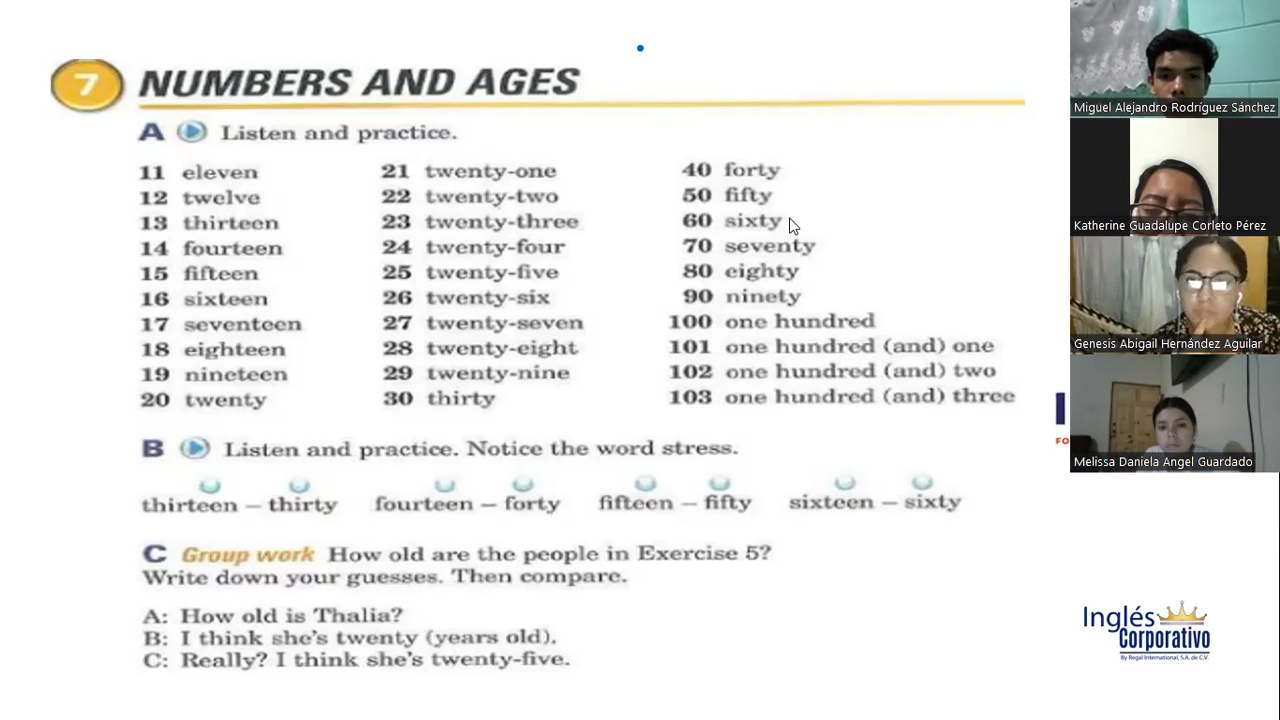 7 NUMBERS AND AGES
A Listen and practice.
11 eleven
12 twelve
13 thirteen
14 fourteen
15 fifteen
16 sixteen
17 seventeen
18 eighteen
19 nineteen
20 twenty
21 twenty-one
22 twenty-two
23 twenty-three
24 twenty-four
25 twenty-five
26 twenty-six
27 twenty-seven
28 twenty-eight
29 twenty-nine
30 thirty
40 forty
50 fifty
60 sixty
70 seventy
80 eighty
90 ninety
100 one hundred
101 one hundred (and) one
102 one hundred (and) two
103 one hundred (and) three
B Listen and practice. Notice the word stress.
thirteen – thirty fourteen – forty fifteen – fifty sixteen – sixty
C Group work How old are the people in Exercise 5?
Write down your guesses. Then compare.
A: How old is Thalia?
B: I think she's twenty (years old).
C: Really? I think she's twenty-five.
Miguel Alejandro Rodríguez Sánchez
Katherine Guadalupe Corleto Pérez
Genesis Abigail Hernández Aguilar
Melissa Daniela Angel Guardado
FO
Inglés
Corporativo
By Regal International, S.A. de C.V.